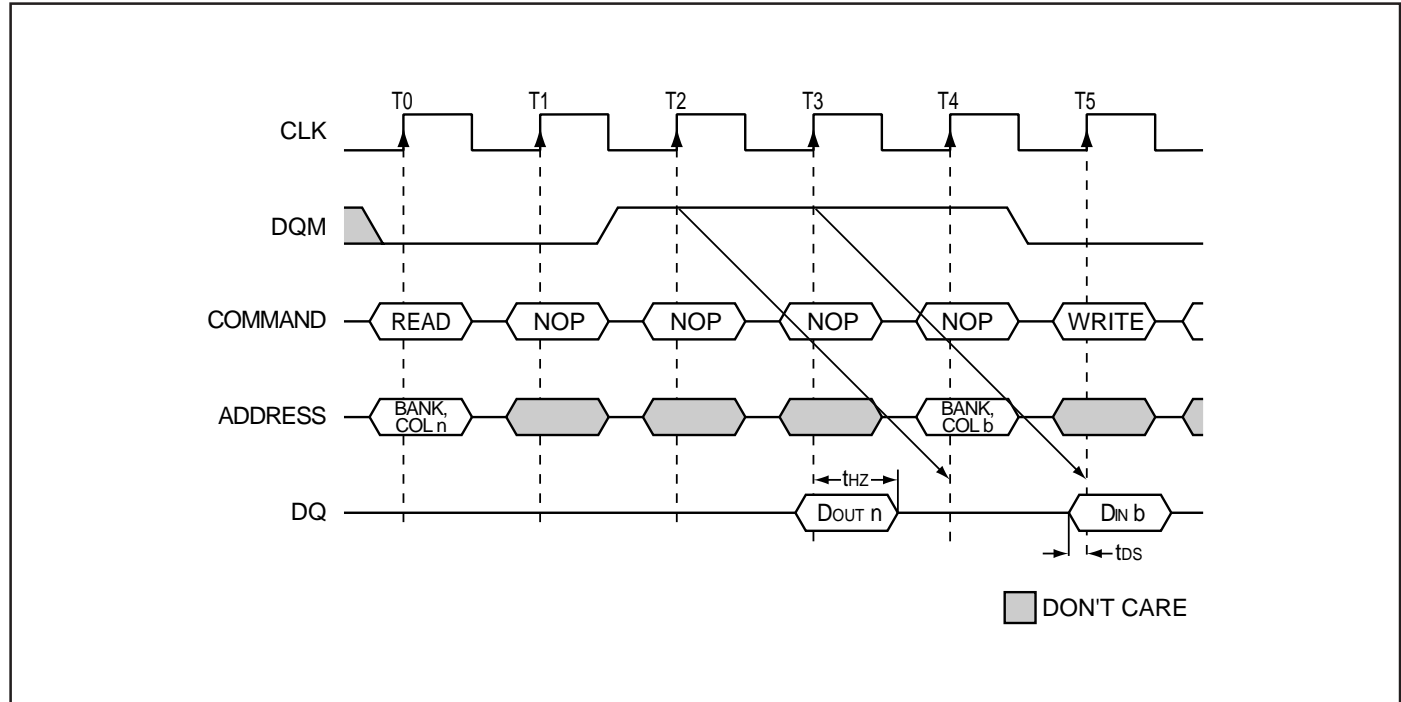 T0 T1 T2 T3 T4 T5
CLK
DQM
COMMAND READ NOP NOP NOP NOP WRITE
ADDRESS BANK, COL n BANK, COL b
tHZ
DQ DOUT n DIN b
tDS
DON'T CARE